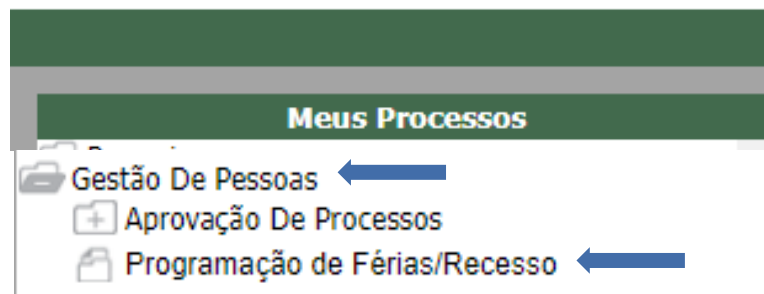 Meus Processos
Gestão De Pessoas
Aprovação De Processos
Programação de Férias/Recesso